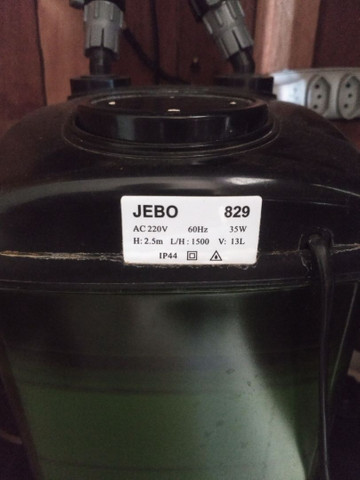 JEBO 829
AC 220V 60Hz 35W
H: 2.5m L/H : 1500 V: 13L
IP44